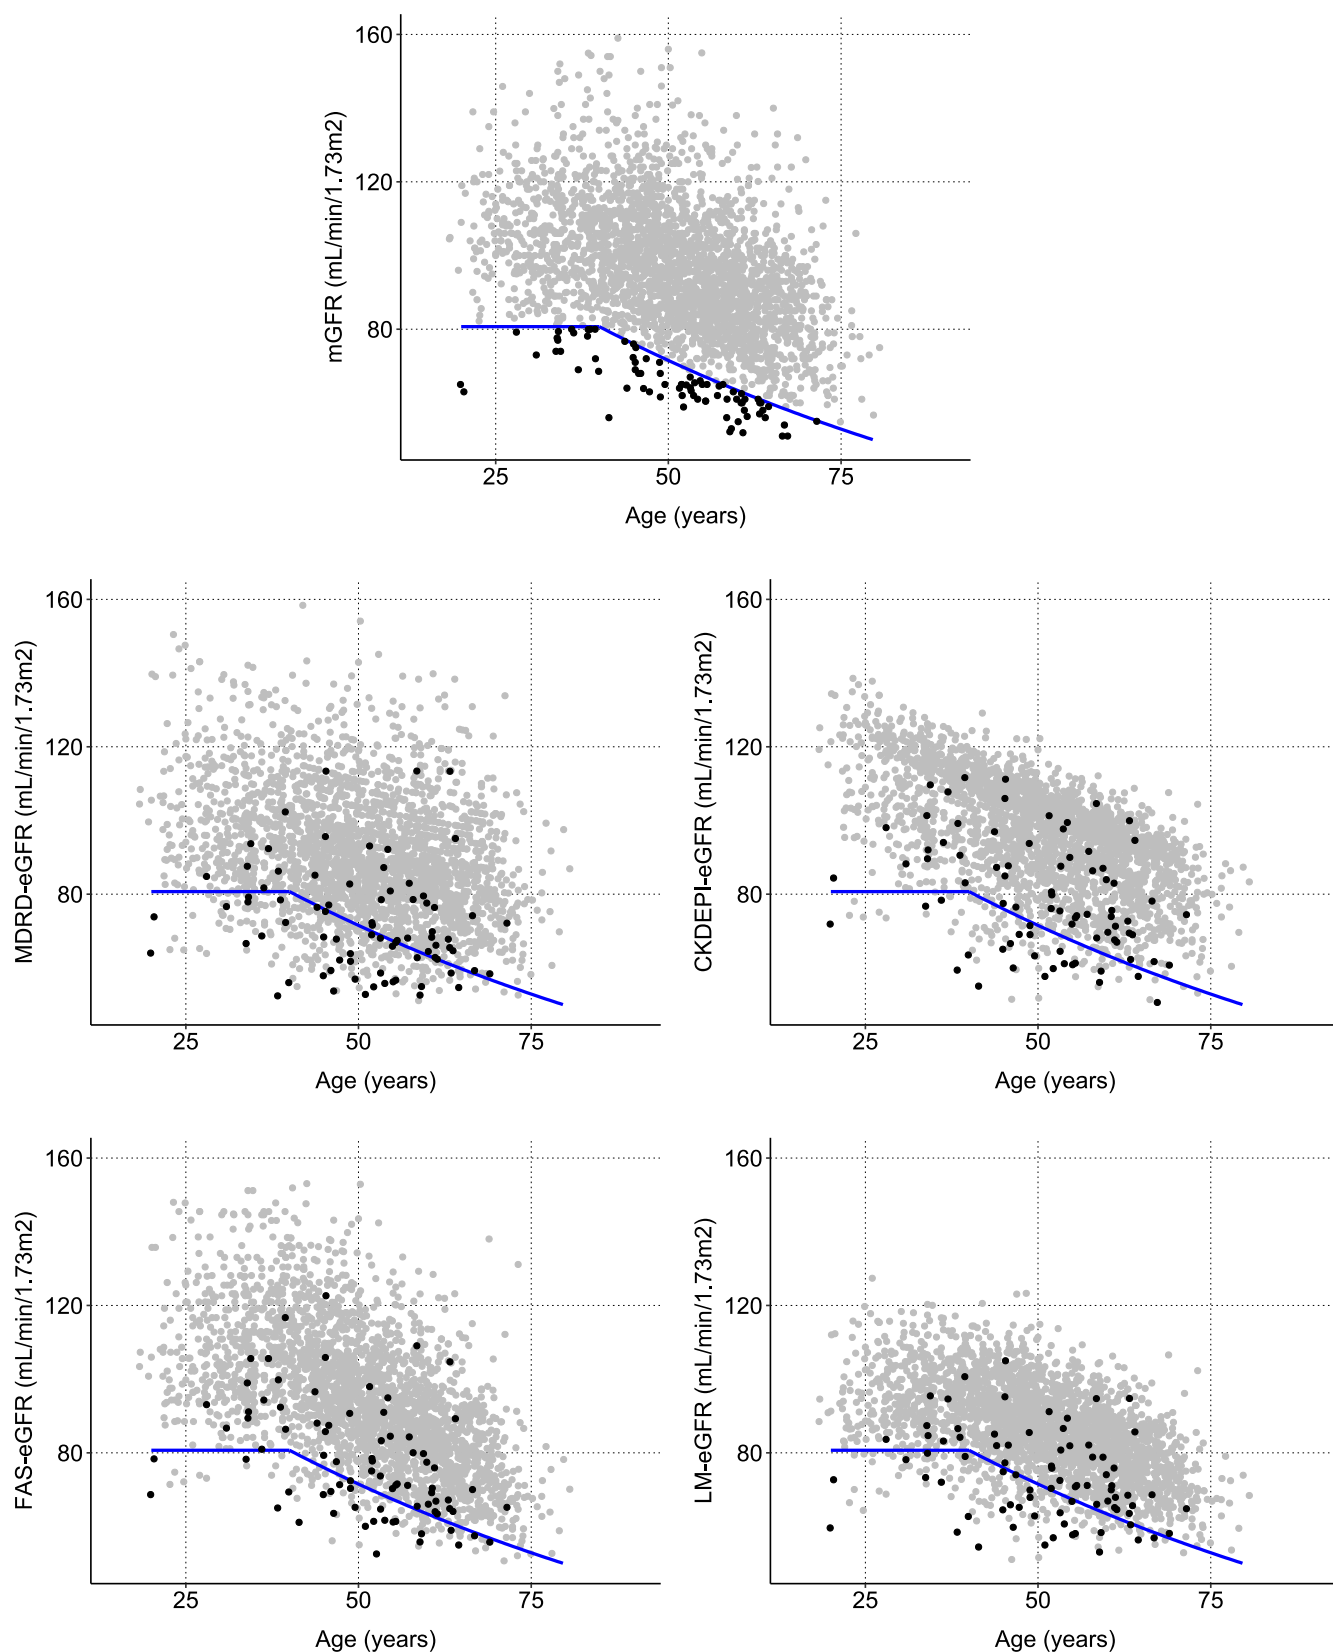 160
120
80
mGFR (mL/min/1.73m2)
25 50 75
Age (years)
160
120
80
MDRD-eGFR (mL/min/1.73m2)
25 50 75
Age (years)
160
120
80
CKDEPI-eGFR (mL/min/1.73m2)
25 50 75
Age (years)
160
120
80
FAS-eGFR (mL/min/1.73m2)
25 50 75
Age (years)
160
120
80
LM-eGFR (mL/min/1.73m2)
25 50 75
Age (years)